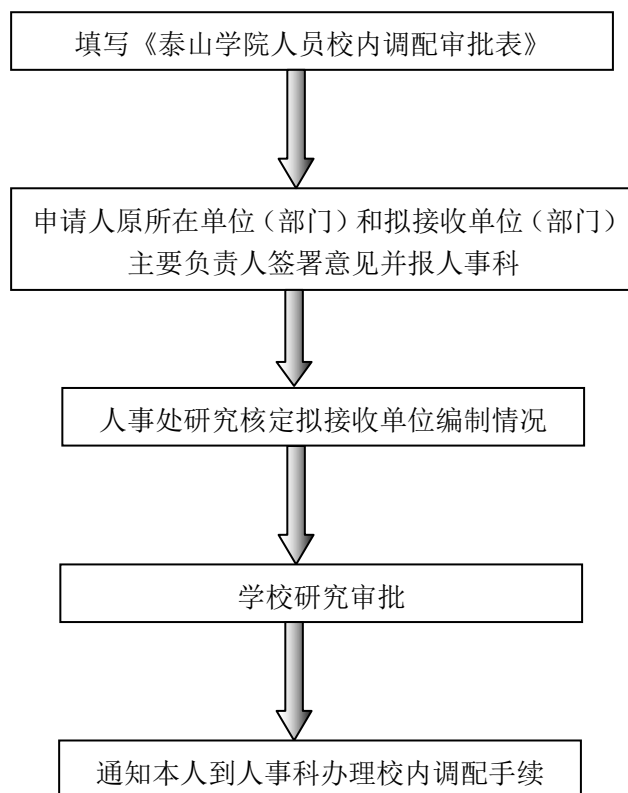 填写《泰山学院人员校内调配审批表》
申请人原所在单位（部门）和拟接收单位（部门）
主要负责人签署意见并报人事科
人事处研究核定拟接收单位编制情况
学校研究审批
通知本人到人事科办理校内调配手续